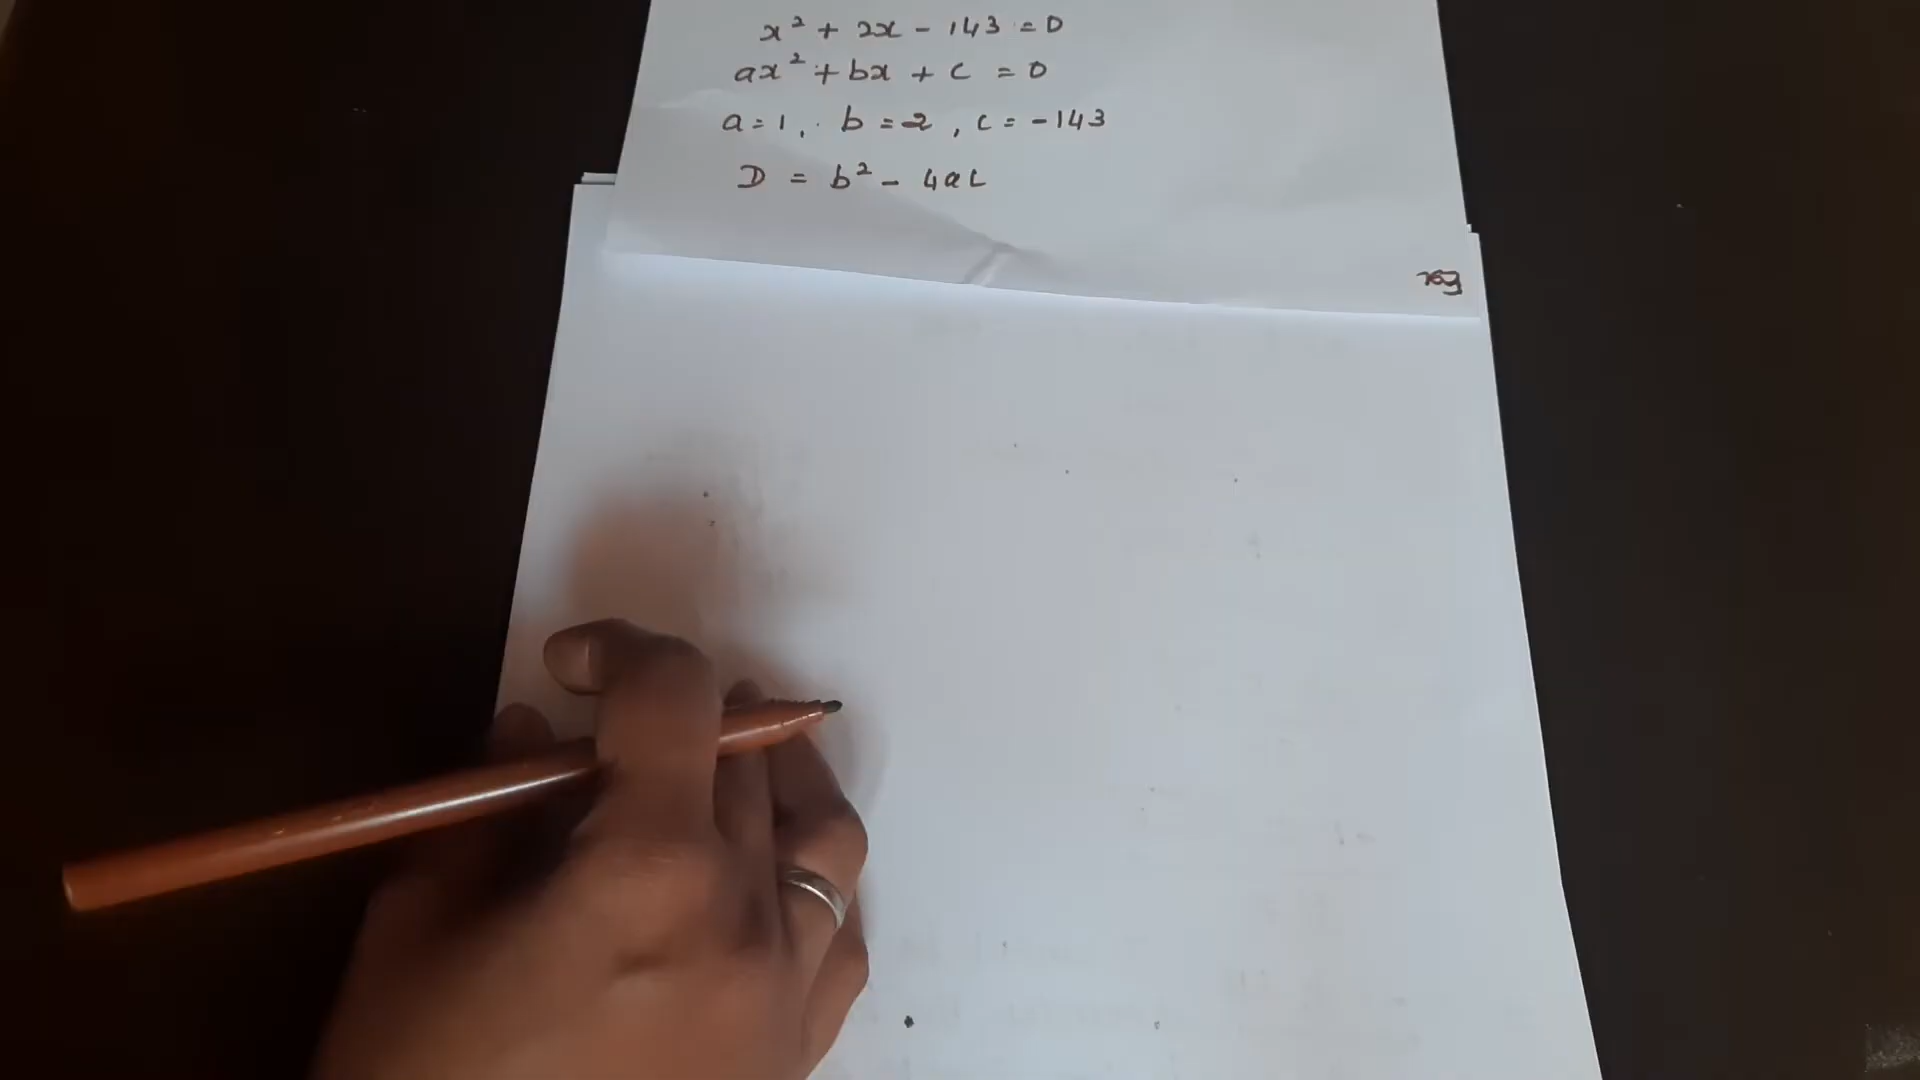 x² + 2x - 143 = 0
ax² + bx + c = 0
a = 1, b = 2, c = -143
D = b² - 4ac